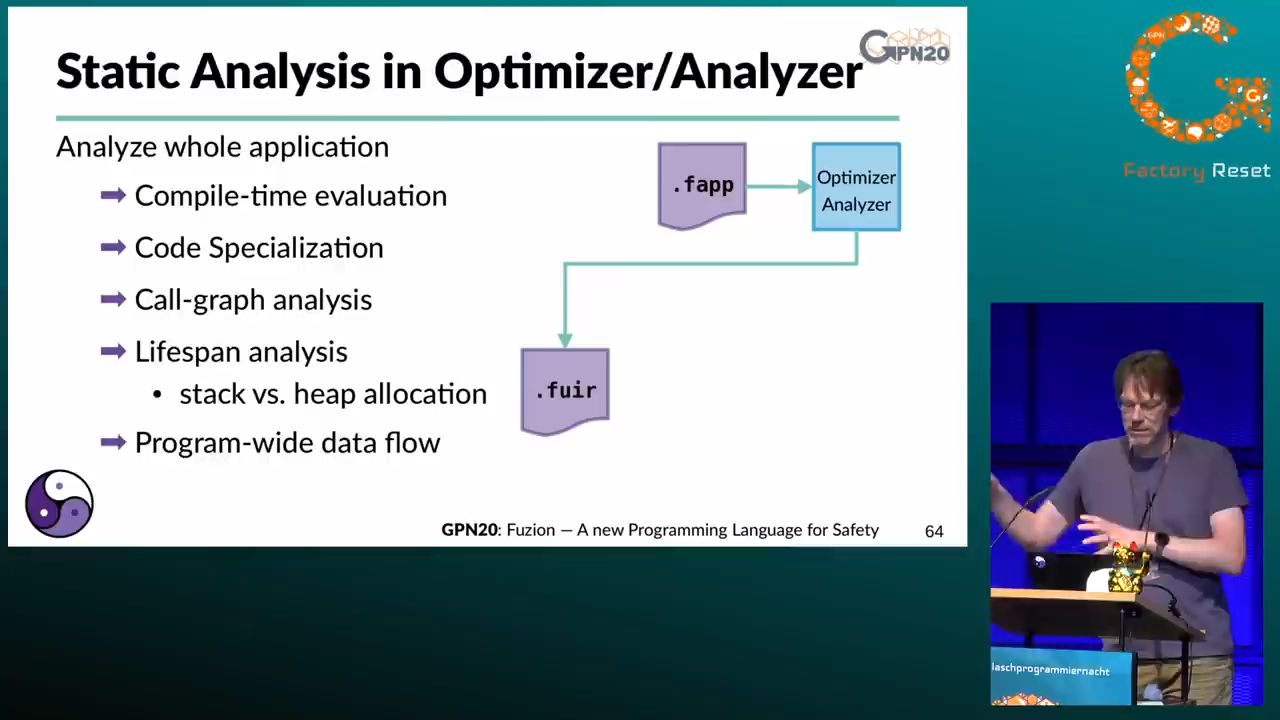 Static Analysis in Optimizer/Analyzer
GPN20
Analyze whole application
Compile-time evaluation
Code Specialization
Call-graph analysis
Lifespan analysis
• stack vs. heap allocation
Program-wide data flow
.fapp
Optimizer
Analyzer
.fuir
GPN20: Fuzion — A new Programming Language for Safety
64
GPN
G
Factory Reset
laschprogrammiernacht